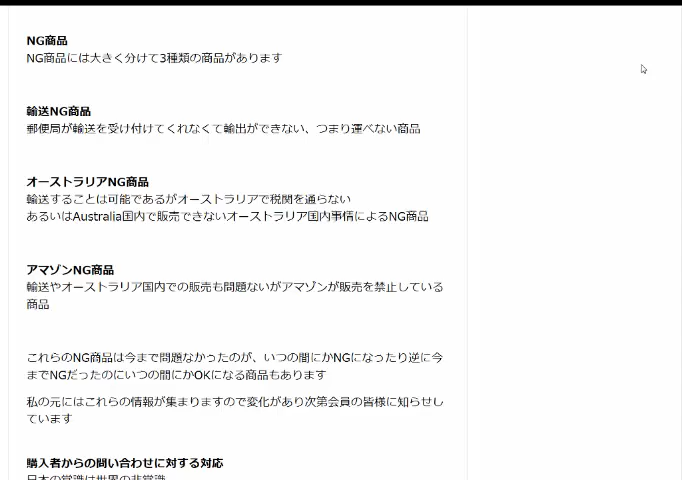 NG商品
NG商品には大きく分けて3種類の商品があります
輸送NG商品
郵便局が輸送を受け付けてくれなくて輸出ができない、つまり運べない商品
オーストラリアNG商品
輸送することは可能であるがオーストラリアで税関を通らない
あるいはAustralia国内で販売できないオーストラリア国内事情によるNG商品
アマゾンNG商品
輸送やオーストラリア国内での販売も問題ないがアマゾンが販売を禁止している
商品
これらのNG商品は今まで問題なかったのが、いつの間にかNGになったり逆に今
までNGだったのにいつの間にかOKになる商品もあります
私の元にはこれらの情報が集まりますので変化があり次第会員の皆様に知らせし
ています
購入者からの問い合わせに対する対応
日本の常識は世界の非常識